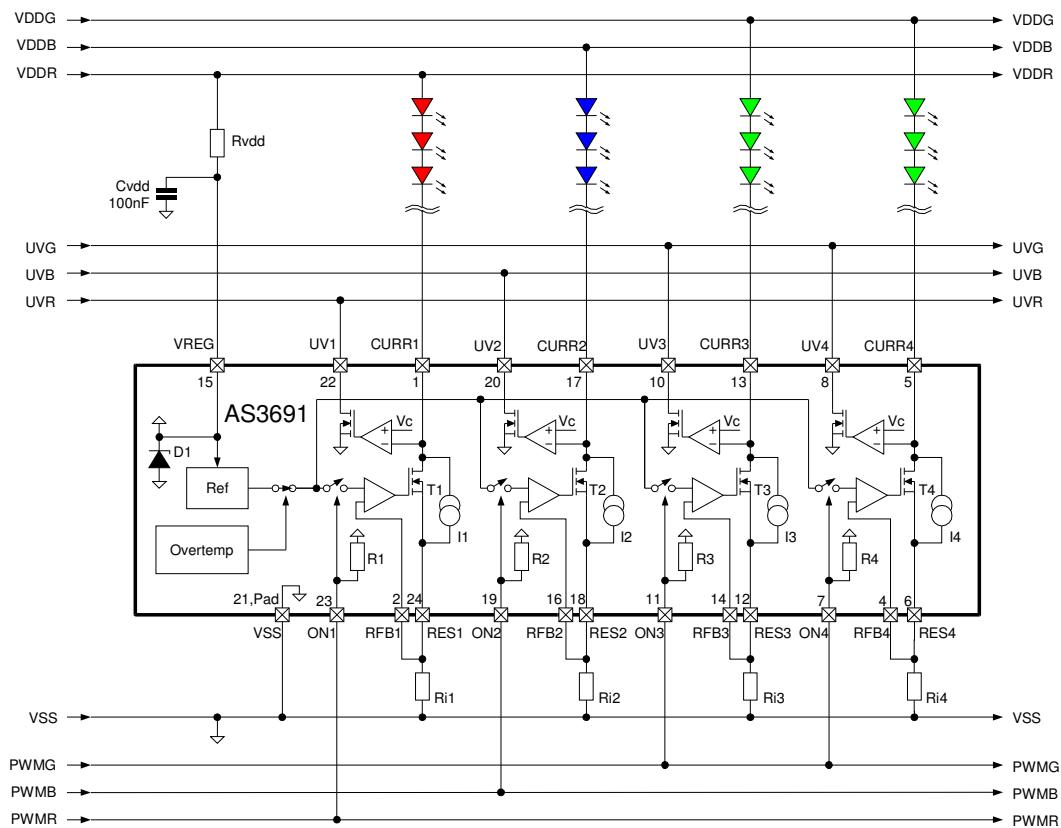 VDDG VDDG
VDDB VDDB
VDDR VDDR
Rvdd
Cvdd
100nF
UVG UVG
UVB UVB
UVR UVR
VREG UV1 CURR1 UV2 CURR2 UV3 CURR3 UV4 CURR4
15 22 1 20 17 10 13 8 5
AS3691
Vc Vc Vc Vc
+ + + +
− − − −
D1
Ref
T1 T2 T3 T4
I1 I2 I3 I4
Overtemp
R1 R2 R3 R4
21,Pad 23 2 24 19 16 18 11 14 12 7 4 6
VSS ON1 RFB1 RES1 ON2 RFB2 RES2 ON3 RFB3 RES3 ON4 RFB4 RES4
Ri1 Ri2 Ri3 Ri4
VSS VSS
PWMG PWMG
PWMB PWMB
PWMR PWMR